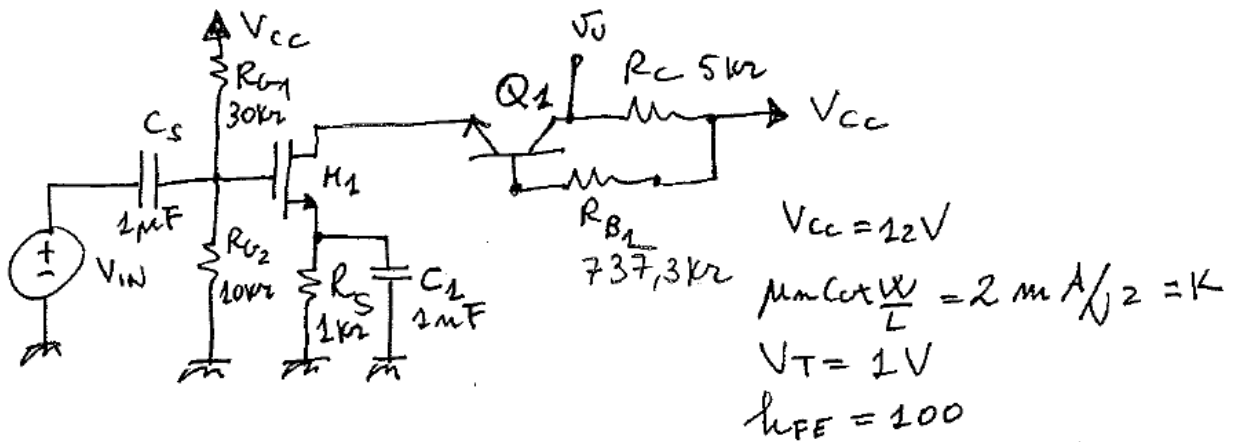 Vcc
RG1
30kΩ
Cs
1μF
VIN
+
-
RG2
10kΩ
M1
RS
1kΩ
C1
1mF
Q1
vU
RC 5kΩ
Vcc
RB1
737,3kΩ
Vcc = 12V
μnCox W/L = 2 mA/V2 = K
VT = 1V
hFE = 100